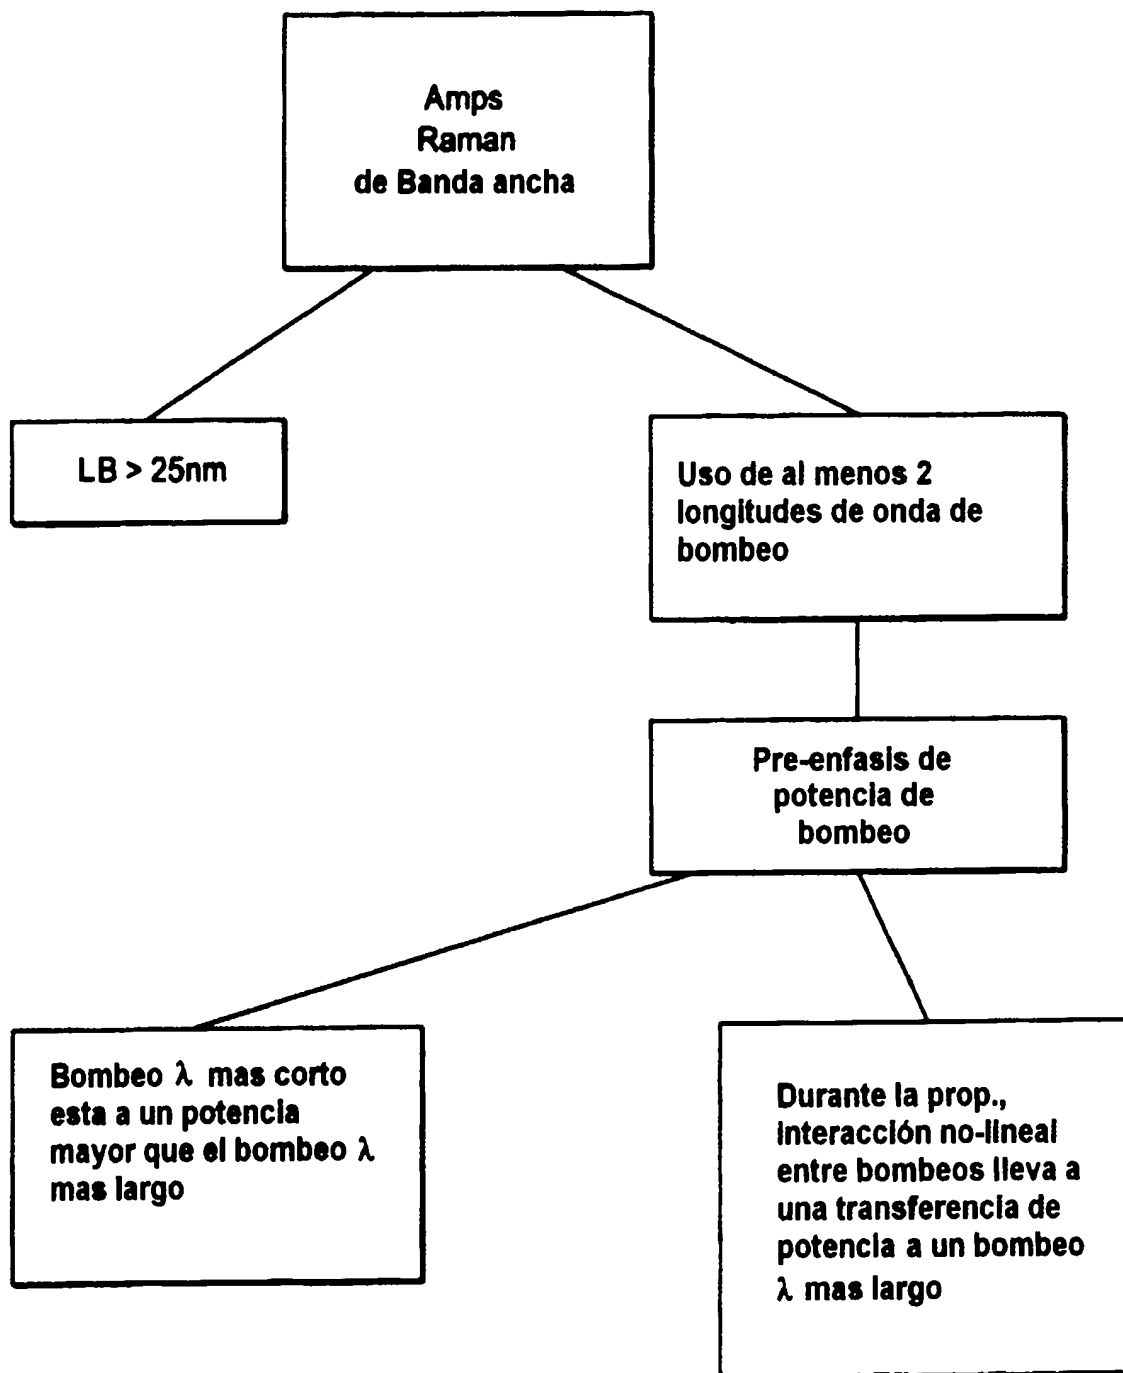 Amps
Raman
de Banda ancha
LB > 25nm
Uso de al menos 2
longitudes de onda de
bombeo
Pre-enfasis de
potencia de
bombeo
Bombeo λ mas corto
esta a un potencia
mayor que el bombeo λ
mas largo
Durante la prop.,
interacción no-lineal
entre bombeos lleva a
una transferencia de
potencia a un bombeo
λ mas largo